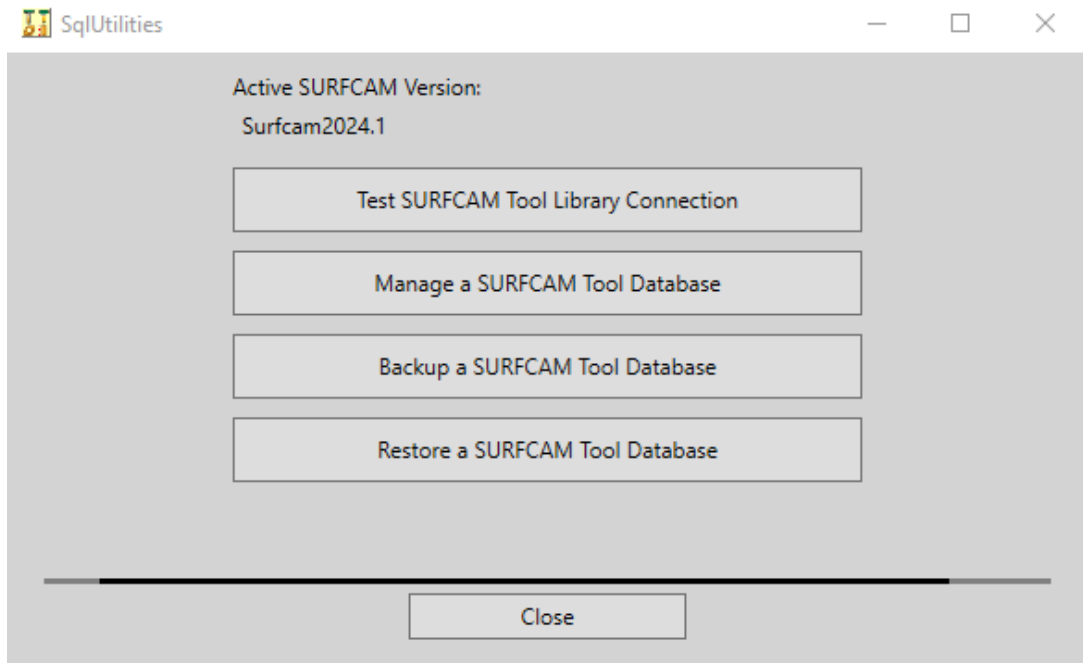 SqlUtilities
Active SURFCAM Version:
Surfcam2024.1
Test SURFCAM Tool Library Connection
Manage a SURFCAM Tool Database
Backup a SURFCAM Tool Database
Restore a SURFCAM Tool Database
Close